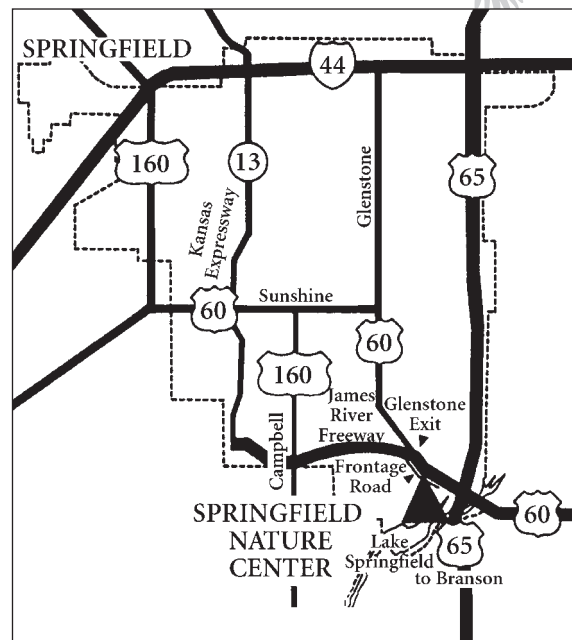 SPRINGFIELD
44
160
13
65
Glenstone
Kansas
Expressway
Sunshine
60
60
160
James
River
Freeway
Glenstone
Exit
Campbell
Frontage
Road
SPRINGFIELD
NATURE
CENTER
60
Lake
Springfield
65
to Branson